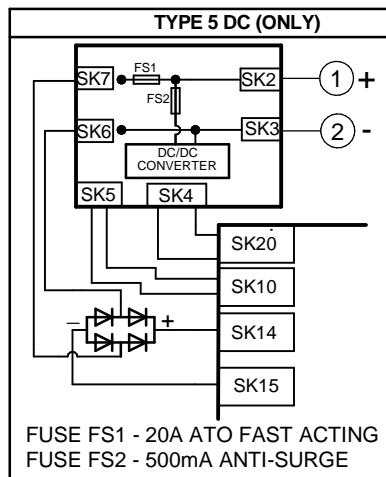 TYPE 5 DC (ONLY)
SK7
FS1
SK2
1
+
FS2
SK6
SK3
2
-
DC/DC
CONVERTER
SK5
SK4
SK20
SK10
–
+
SK14
SK15
FUSE FS1 - 20A ATO FAST ACTING
FUSE FS2 - 500mA ANTI-SURGE